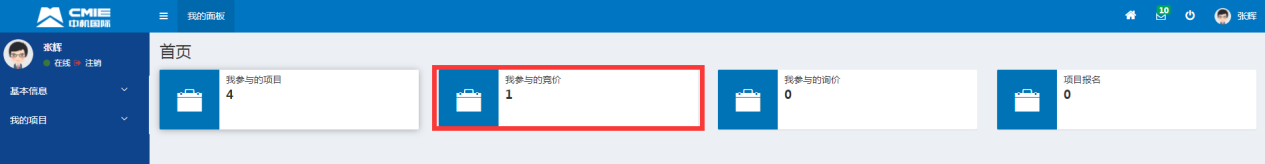 CMIE
中机国际
我的面板
10
张辉
张辉
在线 注销
基本信息
我的项目
首页
我参与的项目
4
我参与的竞价
1
我参与的询价
0
项目报名
0